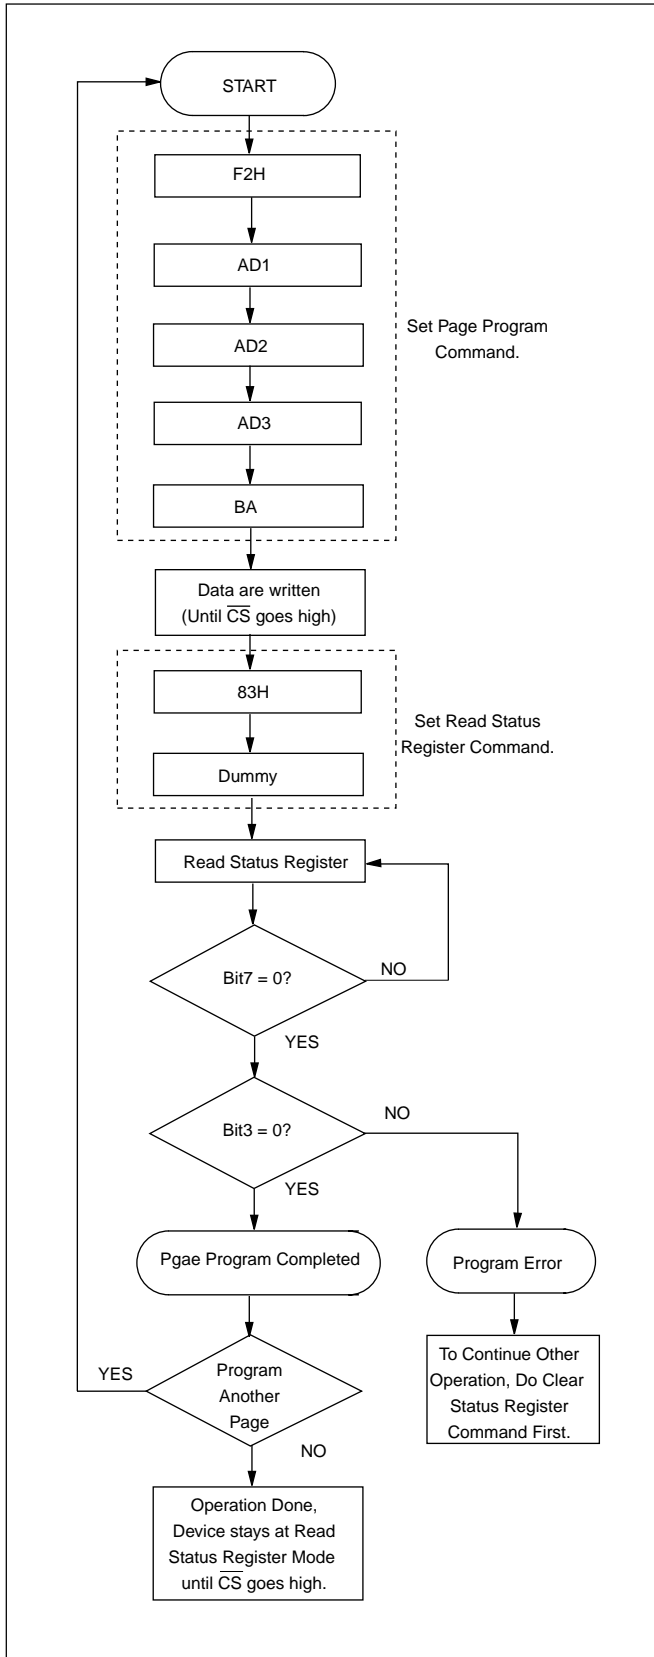 START
F2H
AD1
AD2
AD3
BA
Set Page Program
Command.
Data are written
(Until C̅S̅ goes high)
83H
Dummy
Set Read Status
Register Command.
Read Status Register
Bit7 = 0?
NO
YES
Bit3 = 0?
NO
YES
Pgae Program Completed
Program Error
To Continue Other
Operation, Do Clear
Status Register
Command First.
YES
Program
Another
Page
NO
Operation Done,
Device stays at Read
Status Register Mode
until C̅S̅ goes high.